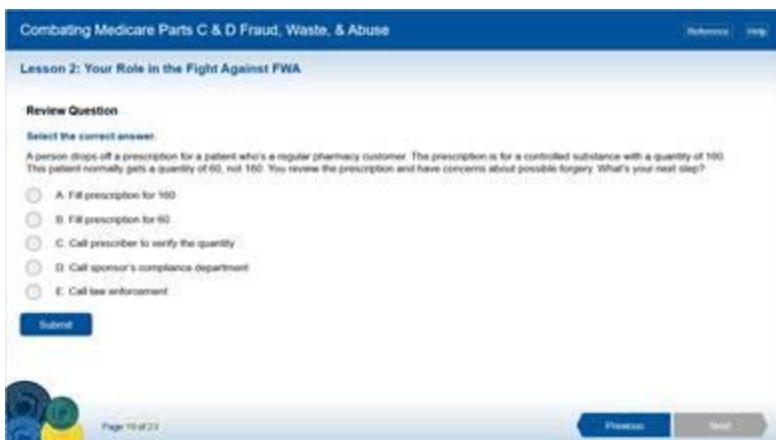 Combating Medicare Parts C & D Fraud, Waste, & Abuse
Reference Help
Lesson 2: Your Role in the Fight Against FWA
Review Question
Select the correct answer.
A person drops off a prescription for a patient who's a regular pharmacy customer. The prescription is for a controlled substance with a quantity of 160.
This patient normally gets a quantity of 60, not 160. You review the prescription and have concerns about possible forgery. What's your next step?
A. Fill prescription for 160
B. Fill prescription for 60
C. Call prescriber to verify the quantity
D. Call sponsor's compliance department
E. Call law enforcement
Submit
Page 19 of 23
Previous
Next